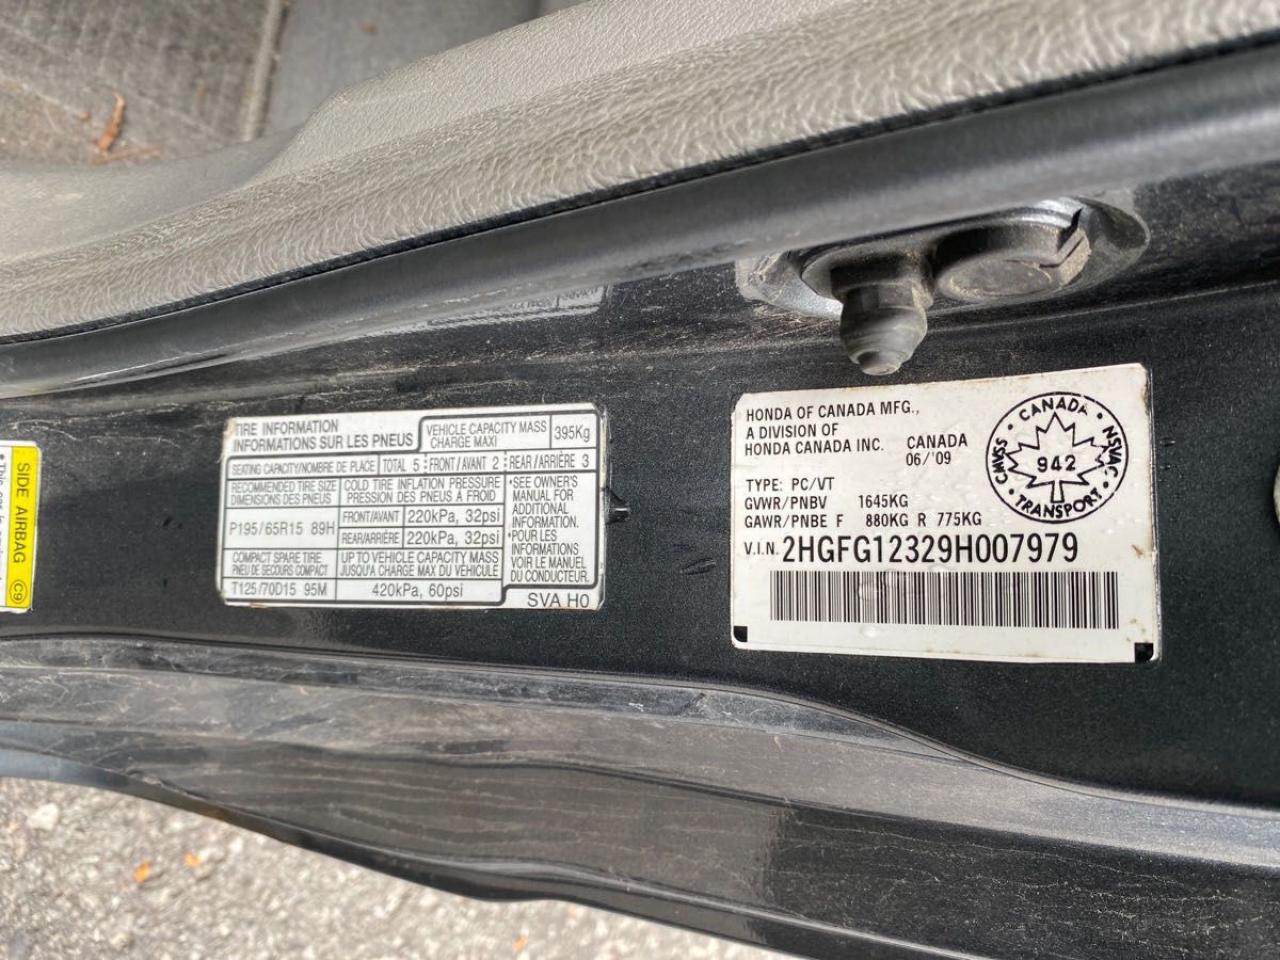 SIDE AIRBAG
C9
TIRE INFORMATION
INFORMATIONS SUR LES PNEUS
VEHICLE CAPACITY MASS
CHARGE MAXI
395Kg
SEATING CAPACITY/NOMBRE DE PLACE
TOTAL 5
FRONT/AVANT 2
REAR/ARRIÈRE 3
RECOMMENDED TIRE SIZE
DIMENSIONS DES PNEUS
COLD TIRE INFLATION PRESSURE
PRESSION DES PNEUS À FROID
P195/65R15 89H
FRONT/AVANT
220kPa, 32psi
REAR/ARRIÈRE
220kPa, 32psi
COMPACT SPARE TIRE
PNEU DE SECOURS COMPACT
UP TO VEHICLE CAPACITY MASS
JUSQU'À CHARGE MAX DU VÉHICULE
T125/70D15 95M
420kPa, 60psi
•SEE OWNER'S
MANUAL FOR
ADDITIONAL
INFORMATION.
•POUR LES
INFORMATION
VOIR LE MANUEL
DU CONDUCTEUR.
SVA H0
HONDA OF CANADA MFG.,
A DIVISION OF
HONDA CANADA INC.
CANADA
06/'09
TYPE: PC/VT
GVWR/PNBV 1645KG
GAWR/PNBE F 880KG R 775KG
V.I.N. 2HGFG12329H007979
CANADA
CMVSS
942
NSVAC
TRANSPORT